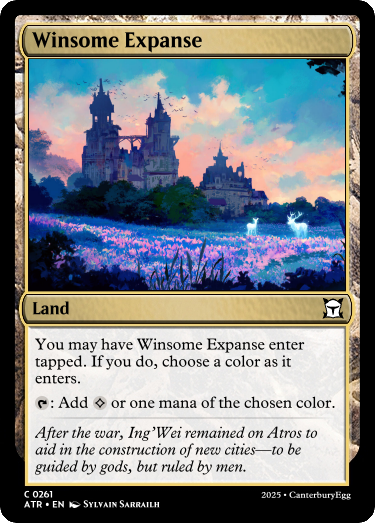 Winsome Expanse
Land
You may have Winsome Expanse enter
tapped. If you do, choose a color as it
enters.
: Add or one mana of the chosen color.
After the war, Ing'Wei remained on Atros to
aid in the construction of new cities—to be
guided by gods, but ruled by men.
C 0261
2025 • CanterburyEgg
ATR • EN Sylvain Sarrailh